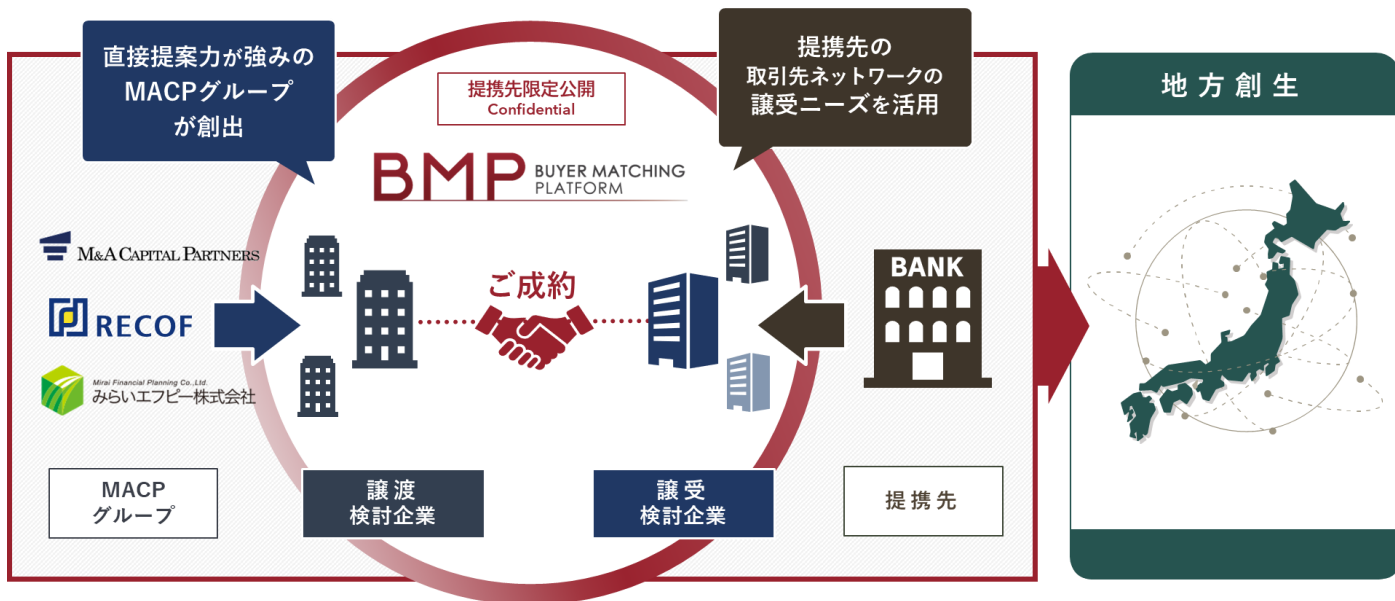 直接提案力が強みの
MACPグループ
が創出
提携先限定公開
Confidential
提携先の
取引先ネットワークの
譲受ニーズを活用
地方創生
BMP
BUYER MATCHING
PLATFORM
M&A CAPITAL PARTNERS
RECOF
Mirai Financial Planning Co.,Ltd.
みらいエフピー株式会社
ご成約
BANK
MACP
グループ
譲渡
検討企業
譲受
検討企業
提携先